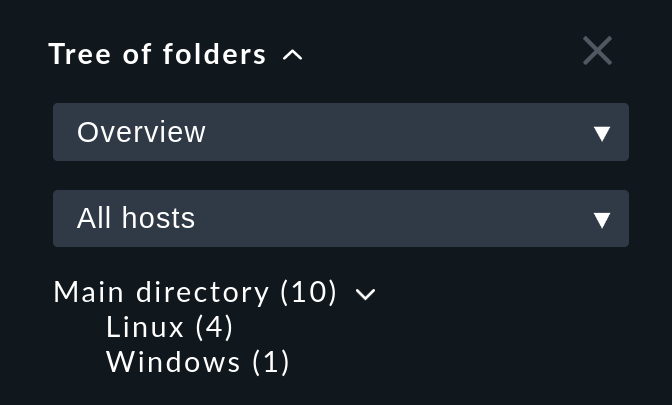 Tree of folders
Overview
All hosts
Main directory (10)
Linux (4)
Windows (1)